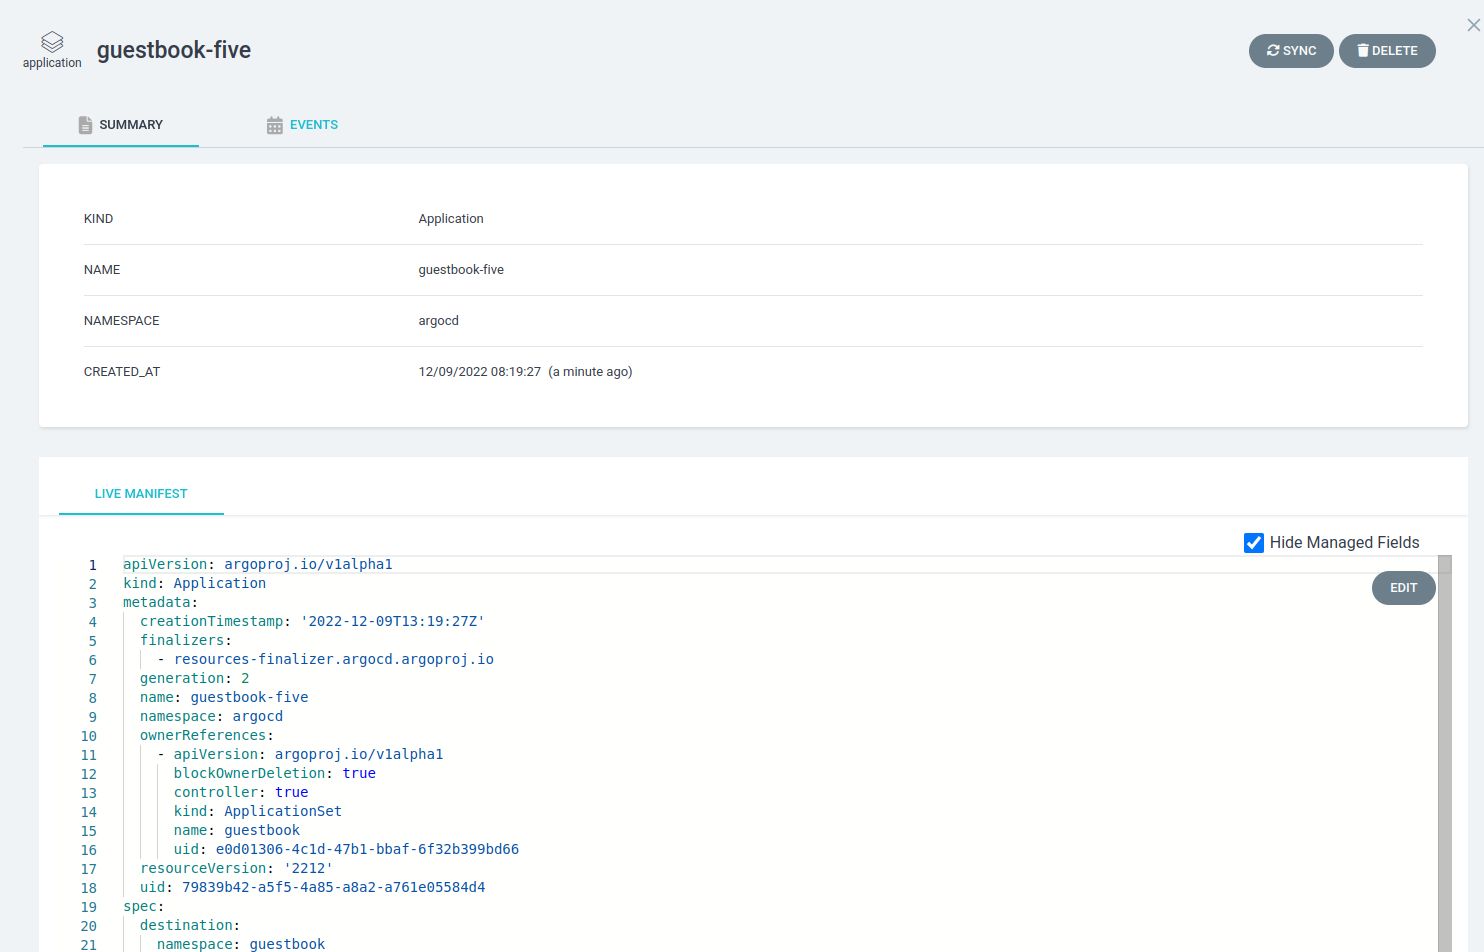 application
guestbook-five
SYNC
DELETE
SUMMARY
EVENTS
KIND
Application
NAME
guestbook-five
NAMESPACE
argocd
CREATED_AT
12/09/2022 08:19:27 (a minute ago)
LIVE MANIFEST
Hide Managed Fields
EDIT
1 apiVersion: argoproj.io/v1alpha1
2 kind: Application
3 metadata:
4   creationTimestamp: '2022-12-09T13:19:27Z'
5   finalizers:
6     - resources-finalizer.argocd.argoproj.io
7   generation: 2
8   name: guestbook-five
9   namespace: argocd
10   ownerReferences:
11     - apiVersion: argoproj.io/v1alpha1
12       blockOwnerDeletion: true
13       controller: true
14       kind: ApplicationSet
15       name: guestbook
16       uid: e0d01306-4c1d-47b1-bbaf-6f32b399bd66
17   resourceVersion: '2212'
18   uid: 79839b42-a5f5-4a85-a8a2-a761e05584d4
19 spec:
20   destination:
21     namespace: guestbook